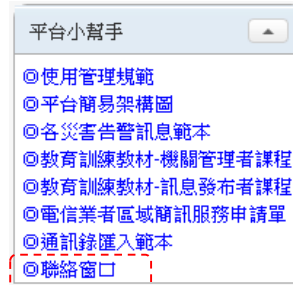 平台小幫手
◎使用管理規範
◎平台簡易架構圖
◎各災害告警訊息範本
◎教育訓練教材-機關管理者課程
◎教育訓練教材-訊息發布者課程
◎電信業者區域簡訊服務申請單
◎通訊錄匯入範本
◎聯絡窗口